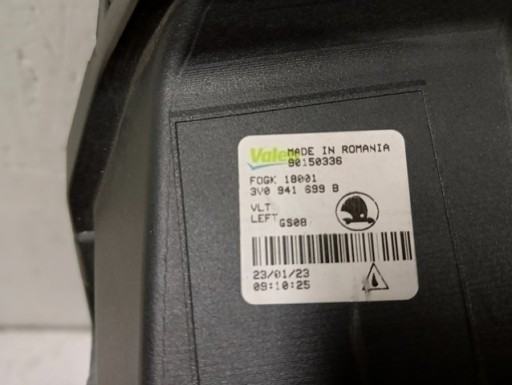 Valeo MADE IN ROMANIA
90150336
FOGK 18001
3V0 941 699 B
VLT
LEFT GS08
23/01/23
09:10:25